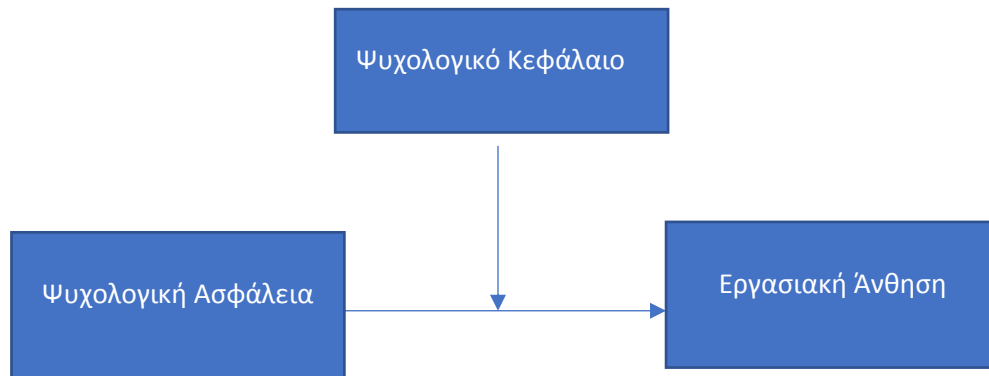 Ψυχολογικό Κεφάλαιο
Ψυχολογική Ασφάλεια
Εργασιακή Άνθηση